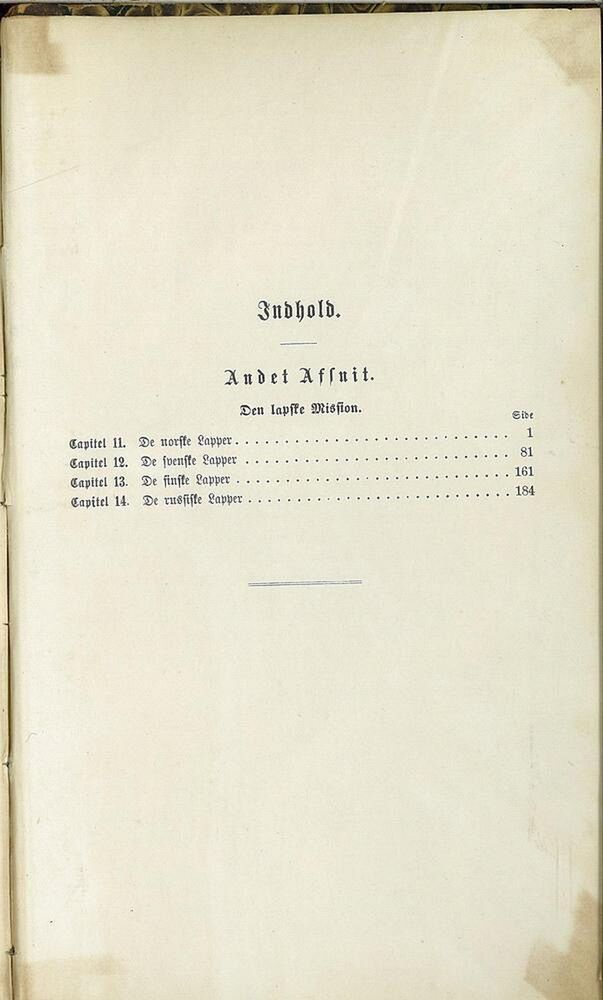 Indhold.
Andet Afsnit.
Den lapske Mission.
Side
Capitel 11. De norske Lapper . . . . . . . . . . . . . . . . . . . . . . . . . . . . 1
Capitel 12. De svenske Lapper . . . . . . . . . . . . . . . . . . . . . . . . . . . 81
Capitel 13. De finske Lapper . . . . . . . . . . . . . . . . . . . . . . . . . . . . 161
Capitel 14. De russiske Lapper . . . . . . . . . . . . . . . . . . . . . . . . . . . 184